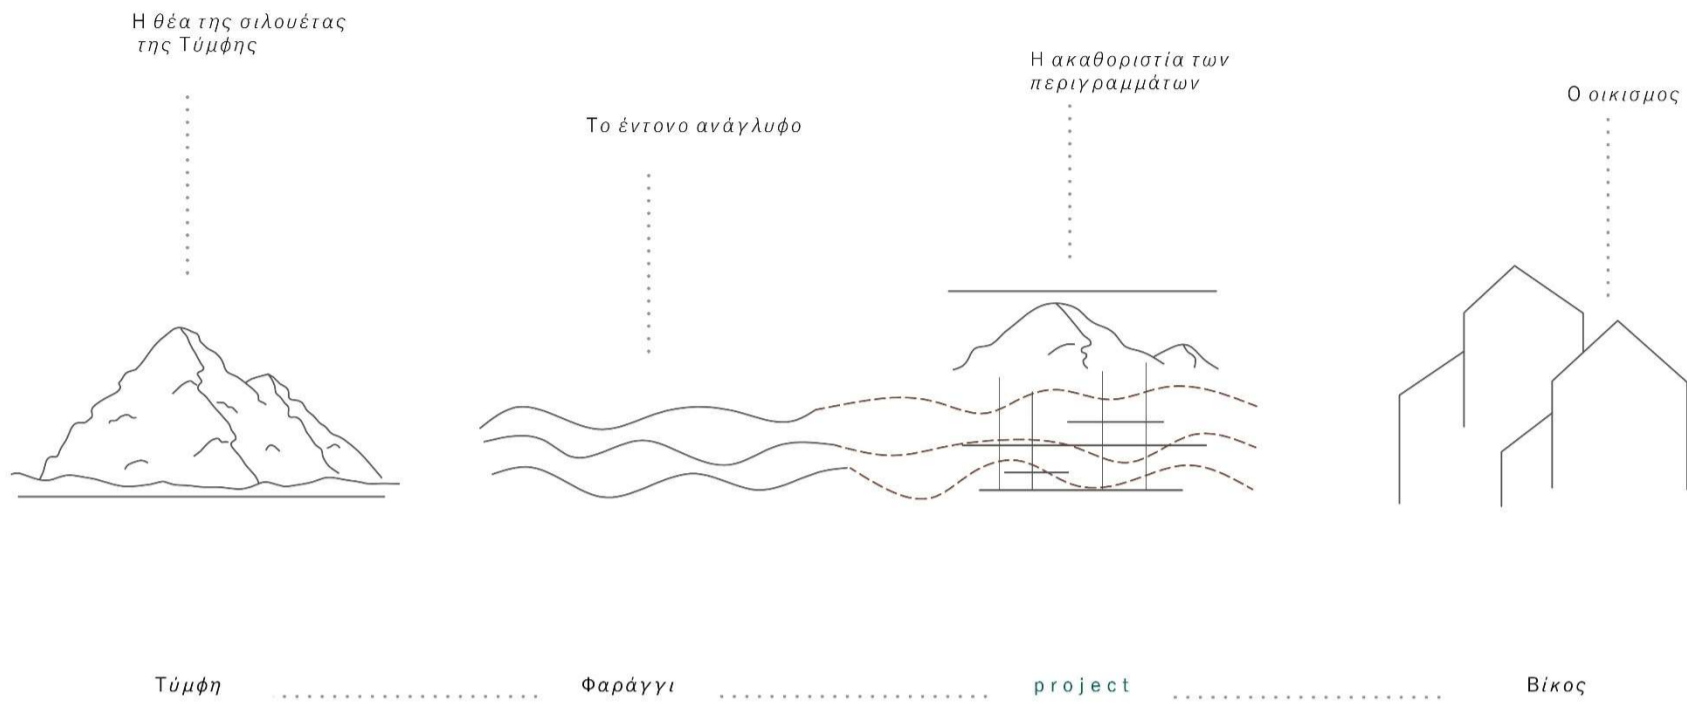 Η θέα της σιλουέτας
της Τύμφης
Το έντονο ανάγλυφο
Η ακαθοριστία των
περιγραμμάτων
Ο οικισμος
Τύμφη
Φαράγγι
project
Βίκος